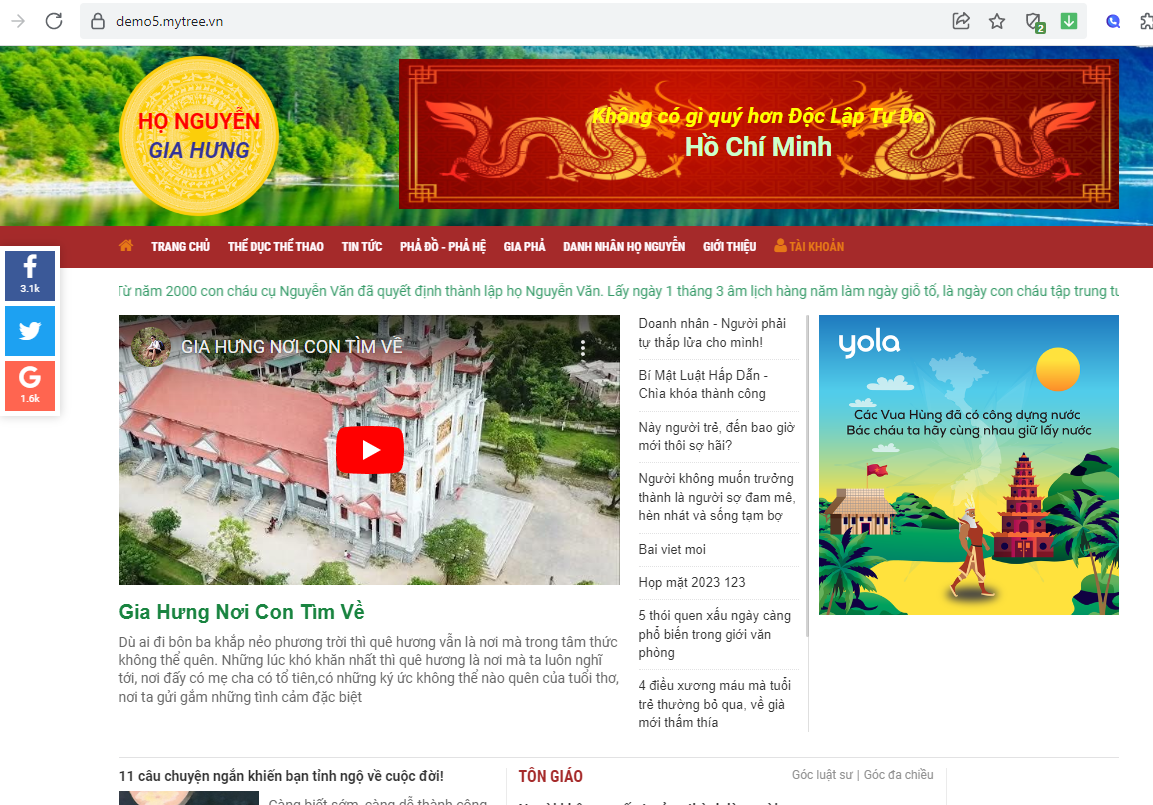 demo5.mytree.vn
2
HỌ NGUYỄN
GIA HƯNG
Không có gì quý hơn Độc Lập Tự Do
Hồ Chí Minh
TRANG CHỦ THỂ DỤC THỂ THAO TIN TỨC PHẢ ĐỒ - PHẢ HỆ GIA PHẢ DANH NHÂN HỌ NGUYỄN GIỚI THIỆU TÀI KHOẢN
3.1k
1.6k
Từ năm 2000 con cháu cụ Nguyễn Văn đã quyết định thành lập họ Nguyễn Văn. Lấy ngày 1 tháng 3 âm lịch hàng năm làm ngày giỗ tổ, là ngày con cháu tập trung
GIA HƯNG NƠI CON TÌM VỀ
Gia Hưng Nơi Con Tìm Về
Dù ai đi bôn ba khắp nẻo phương trời thì quê hương vẫn là nơi mà trong tâm thức
không thể quên. Những lúc khó khăn nhất thì quê hương là nơi mà ta luôn nghĩ
tới, nơi đấy có mẹ cha có tổ tiên,có những ký ức không thể nào quên của tuổi thơ,
nơi ta gửi gắm những tình cảm đặc biệt
Doanh nhân - Người phải
tự thắp lửa cho mình!
Bí Mật Luật Hấp Dẫn -
Chìa khóa thành công
Này người trẻ, đến bao giờ
mới thôi sợ hãi?
Người không muốn trưởng
thành là người sợ đam mê,
hèn nhát và sống tạm bợ
Bai viet moi
Họp mặt 2023 123
5 thói quen xấu ngày càng
phổ biến trong giới văn
phòng
4 điều xương máu mà tuổi
trẻ thường bỏ qua, về già
mới thấm thía
yola
Các Vua Hùng đã có công dựng nước
Bác cháu ta hãy cùng nhau giữ lấy nước
11 câu chuyện ngắn khiến bạn tỉnh ngộ về cuộc đời!
Càng biết sớm, càng dễ thành công
TÔN GIÁO
Góc luật sư | Góc đa chiều